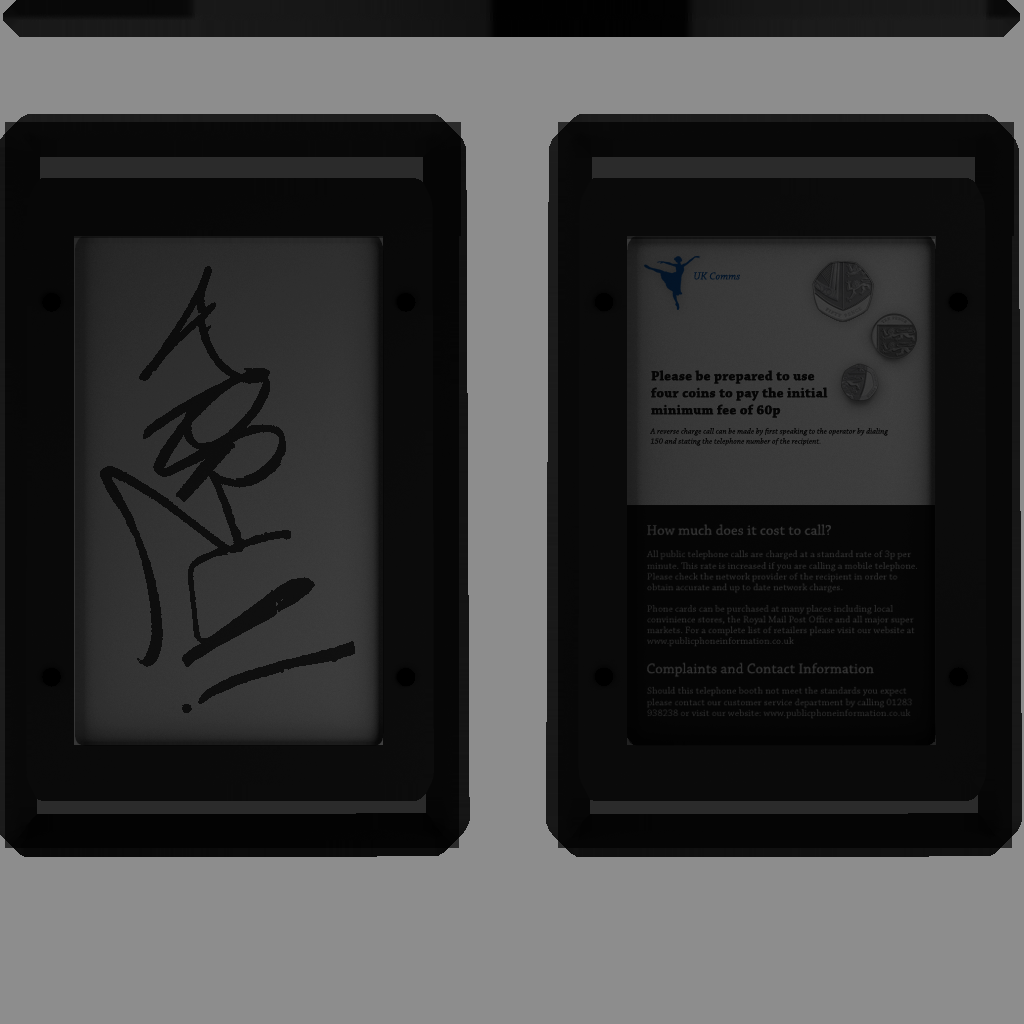 UK Comms
Please be prepared to use
four coins to pay the initial
minimum fee of 60p
A reverse charge call can be made by first speaking to the operator by dialing
150 and stating the telephone number of the recipient.
How much does it cost to call?
All public telephone calls are charged at a standard rate of 3p per
minute. This rate is increased if you are calling a mobile telephone.
Please check the network provider of the recipient in order to
obtain accurate and up to date network charges.
Phone cards can be purchased at many places including local
convinience stores, the Royal Mail Post Office and all major super
markets. For a complete list of retailers please visit our website at
www.publicphoneinformation.co.uk
Complaints and Contact Information
Should this telephone booth not meet the standards you expect
please contact our customer service department by calling 01283
938238 or visit our website: www.publicphoneinformation.co.uk